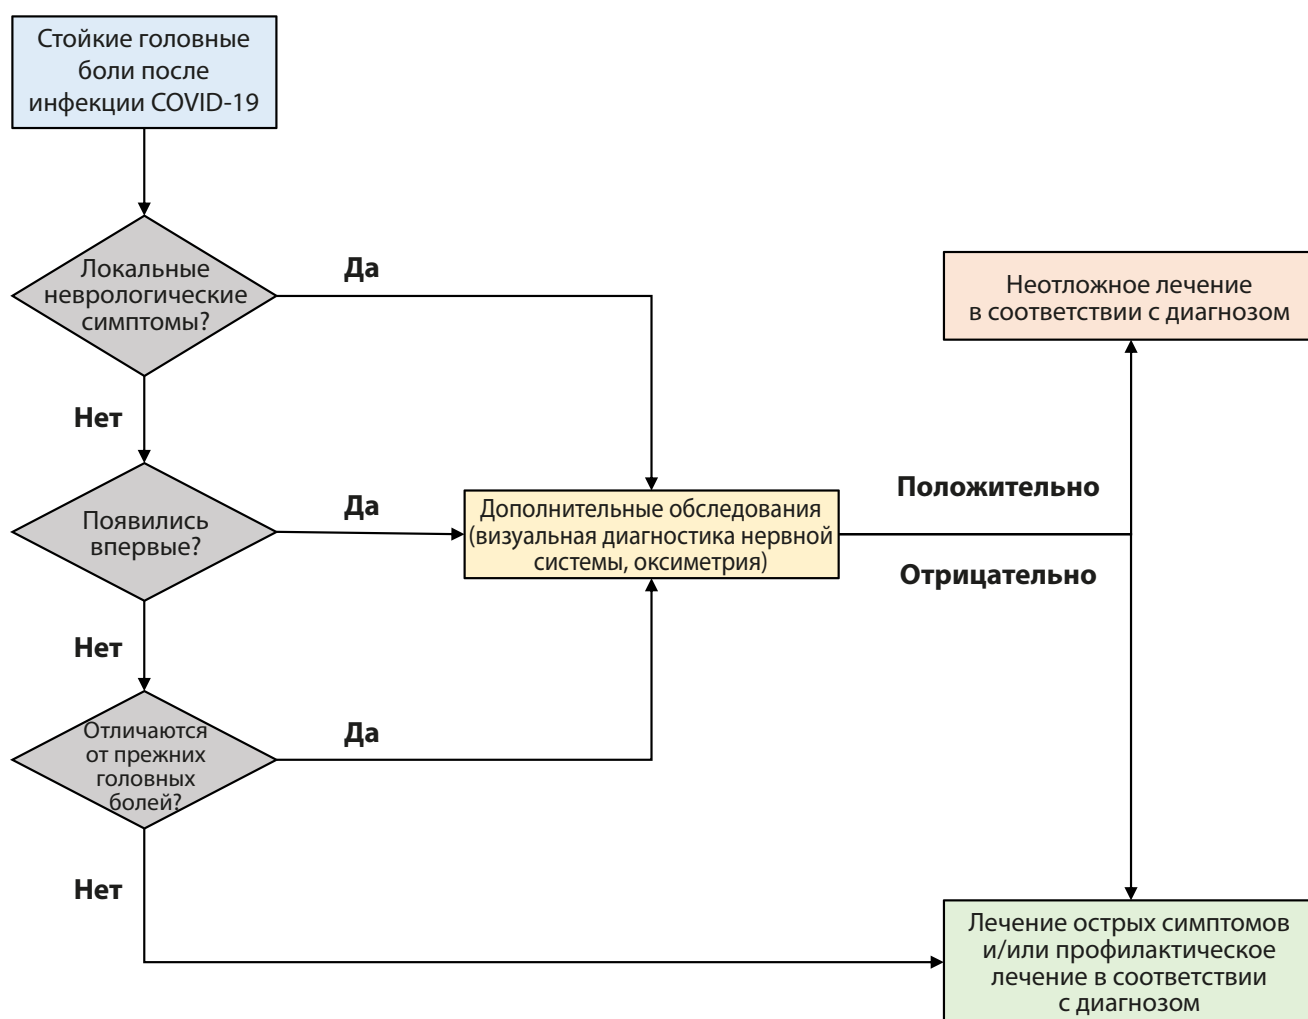 Стойкие головные
боли после
инфекции COVID-19
Локальные
неврологические
симптомы?
Да
Неотложное лечение
в соответствии с диагнозом
Нет
Появились
впервые?
Да
Дополнительные обследования
(визуальная диагностика нервной
системы, оксиметрия)
Положительно
Отрицательно
Нет
Отличаются
от прежних
головных
болей?
Да
Нет
Лечение острых симптомов
и/или профилактическое
лечение в соответствии
с диагнозом